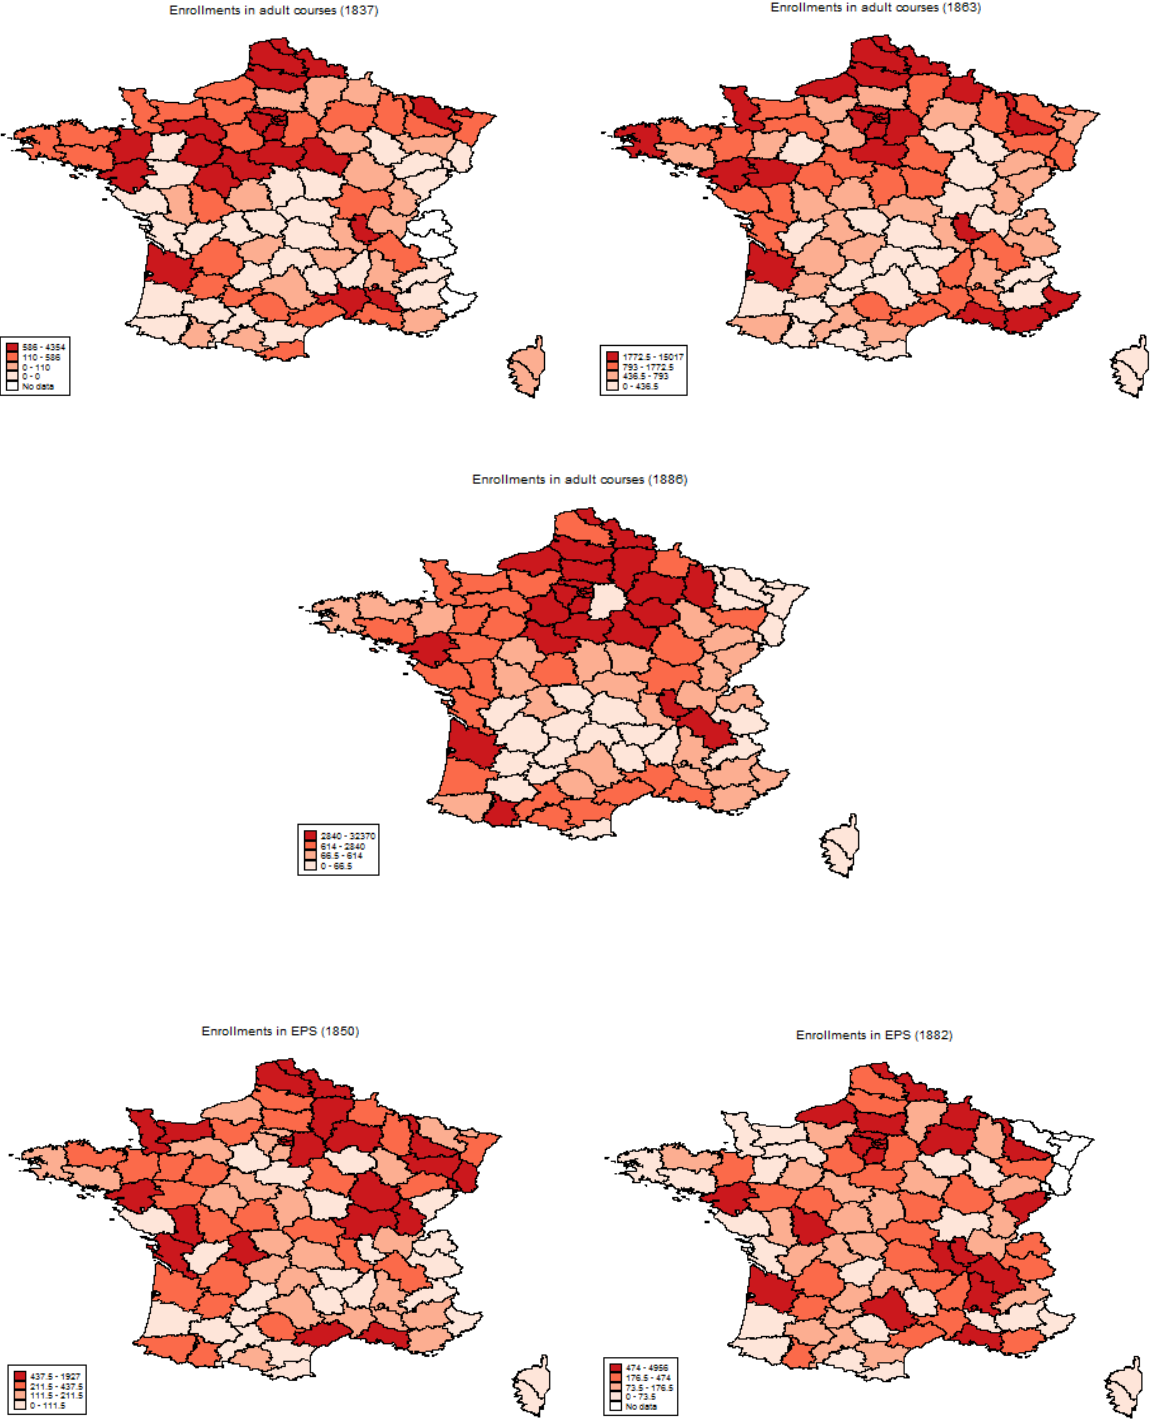 Enrollments in adult courses (1837)
Enrollments in adult courses (1863)
586 - 4354
110 - 586
0 - 110
0 - 0
No data
1772.5 - 15017
793 - 1772.5
436.5 - 793
0 - 436.5
Enrollments in adult courses (1886)
2840 - 32370
614 - 2840
66.5 - 614
0 - 66.5
Enrollments in EPS (1850)
Enrollments in EPS (1882)
437.5 - 1927
211.5 - 437.5
111.5 - 211.5
0 - 111.5
474 - 4956
176.5 - 474
73.5 - 176.5
0 - 73.5
No data